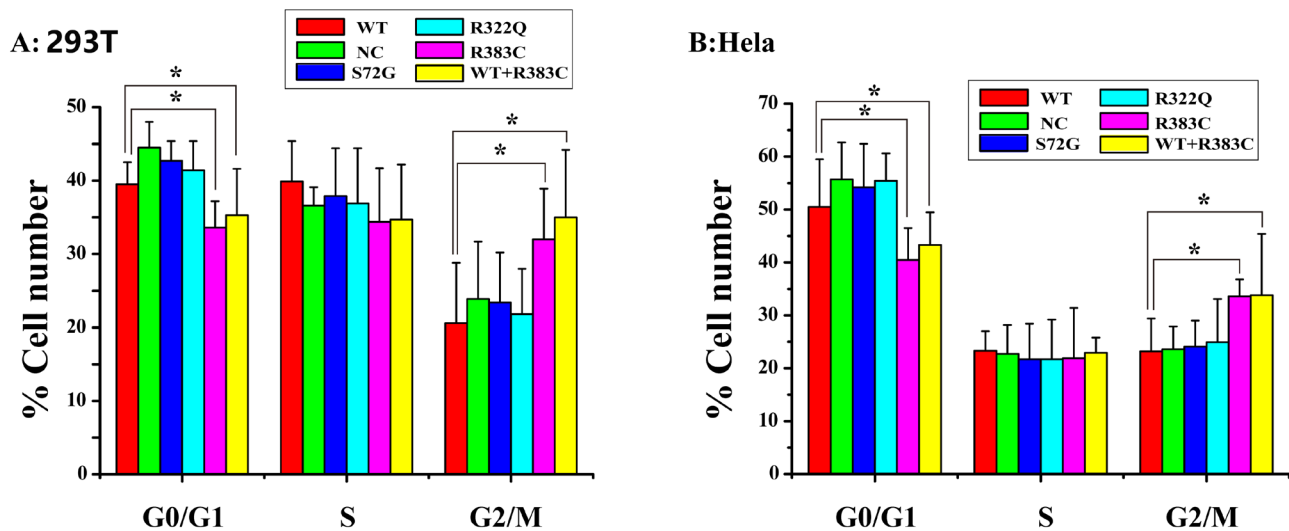 A: 293T
WT R322Q
NC R383C
S72G WT+R383C
* *
* *
50
40
30
20
10
0
% Cell number
G0/G1 S G2/M
B:Hela
WT R322Q
NC R383C
S72G WT+R383C
* *
* *
70
60
50
40
30
20
10
0
% Cell number
G0/G1 S G2/M